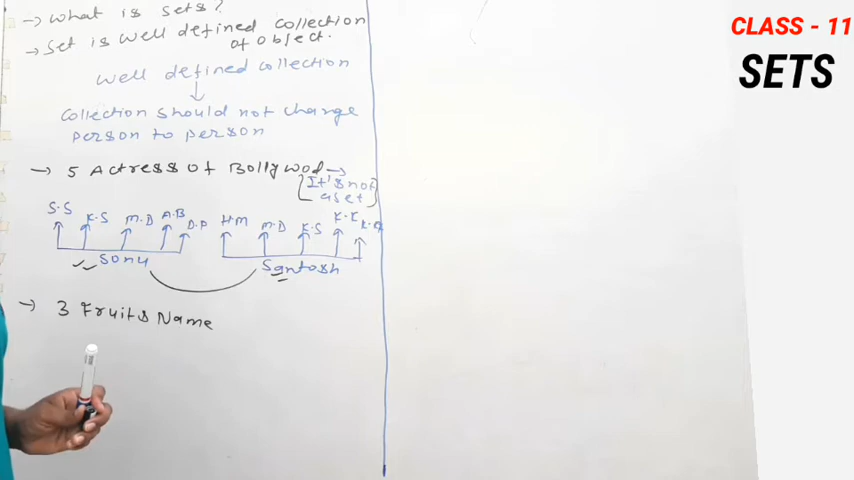 → What is sets?
→ Set is well defined collection
of object.
well defined collection
↓
collection should not change
person to person
→ 5 Actress of Bollywod →
[It's not
a set]
S.S K.S M.D A.B D.P
Sonu
H.M M.D K.S K.K
Santosh
→ 3 Fruits Name
CLASS - 11
SETS